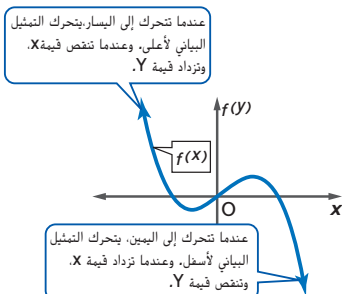 عندما تتحرك إلى اليسار،يتحرك التمثيل
البياني لأعلى، وعندما تنقص قيمةx،
وتزداد قيمة Y.
f(y)
f(x)
O
x
عندما تتحرك إلى اليمين، يتحرك التمثيل
البياني لأسفل، وعندما تزداد قيمة x،
وتنقص قيمة Y.